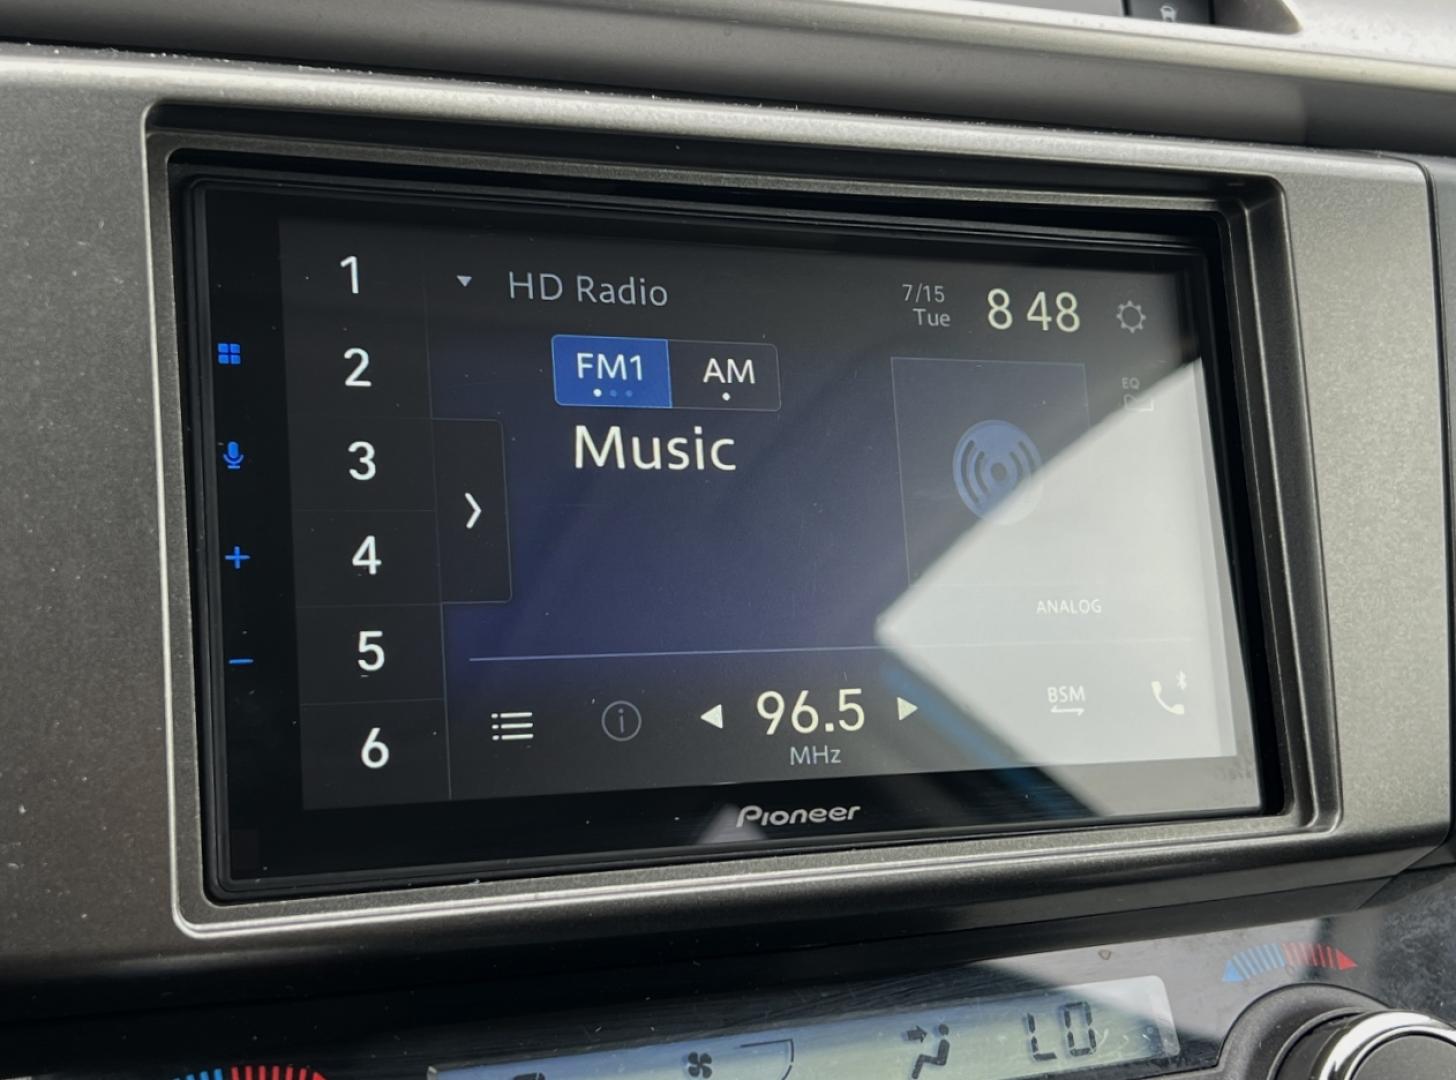 1
2
3
4
5
6
HD Radio
7/15
Tue
8 48
FM1
AM
EQ
Music
ANALOG
96.5
MHz
BSM
Pioneer
LO